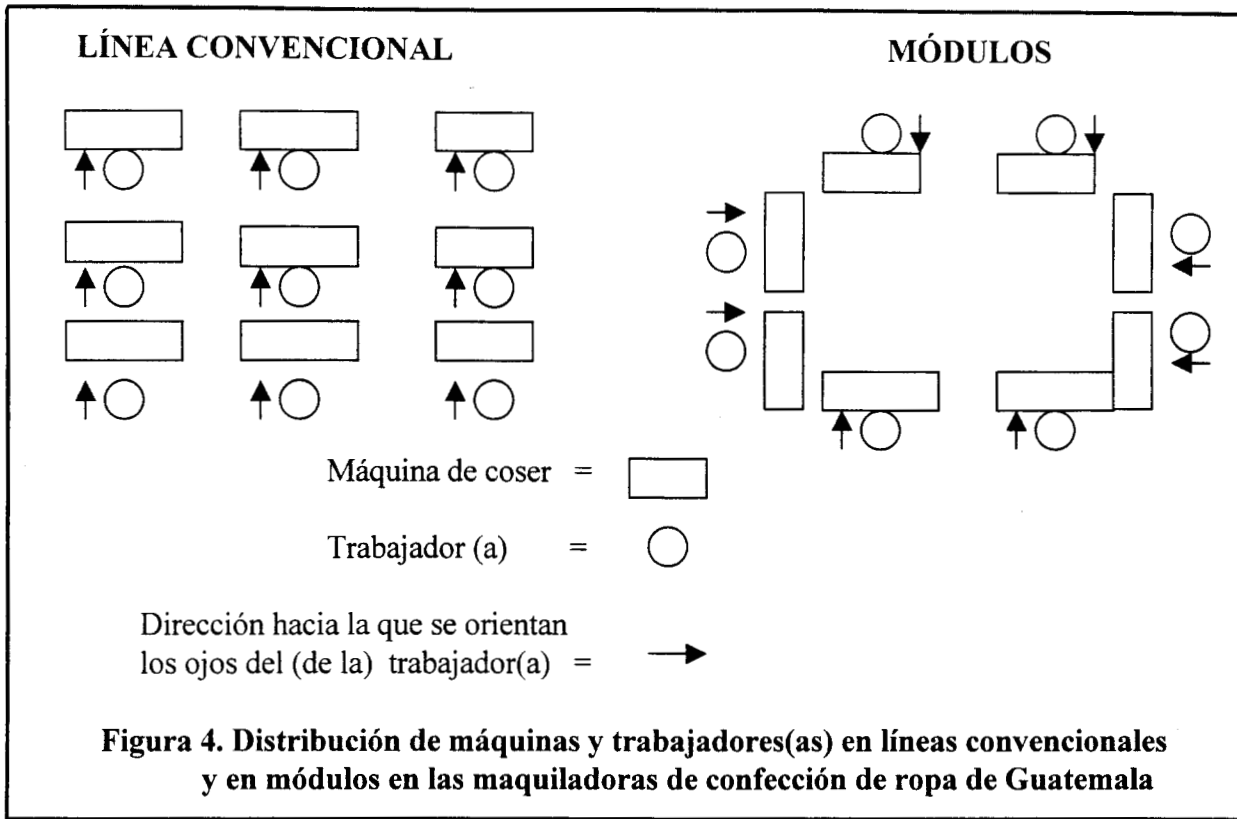 LÍNEA CONVENCIONAL
MÓDULOS
Máquina de coser =
Trabajador (a) =
Dirección hacia la que se orientan
los ojos del (de la) trabajador(a) =
Figura 4. Distribución de máquinas y trabajadores(as) en líneas convencionales
y en módulos en las maquiladoras de confección de ropa de Guatemala